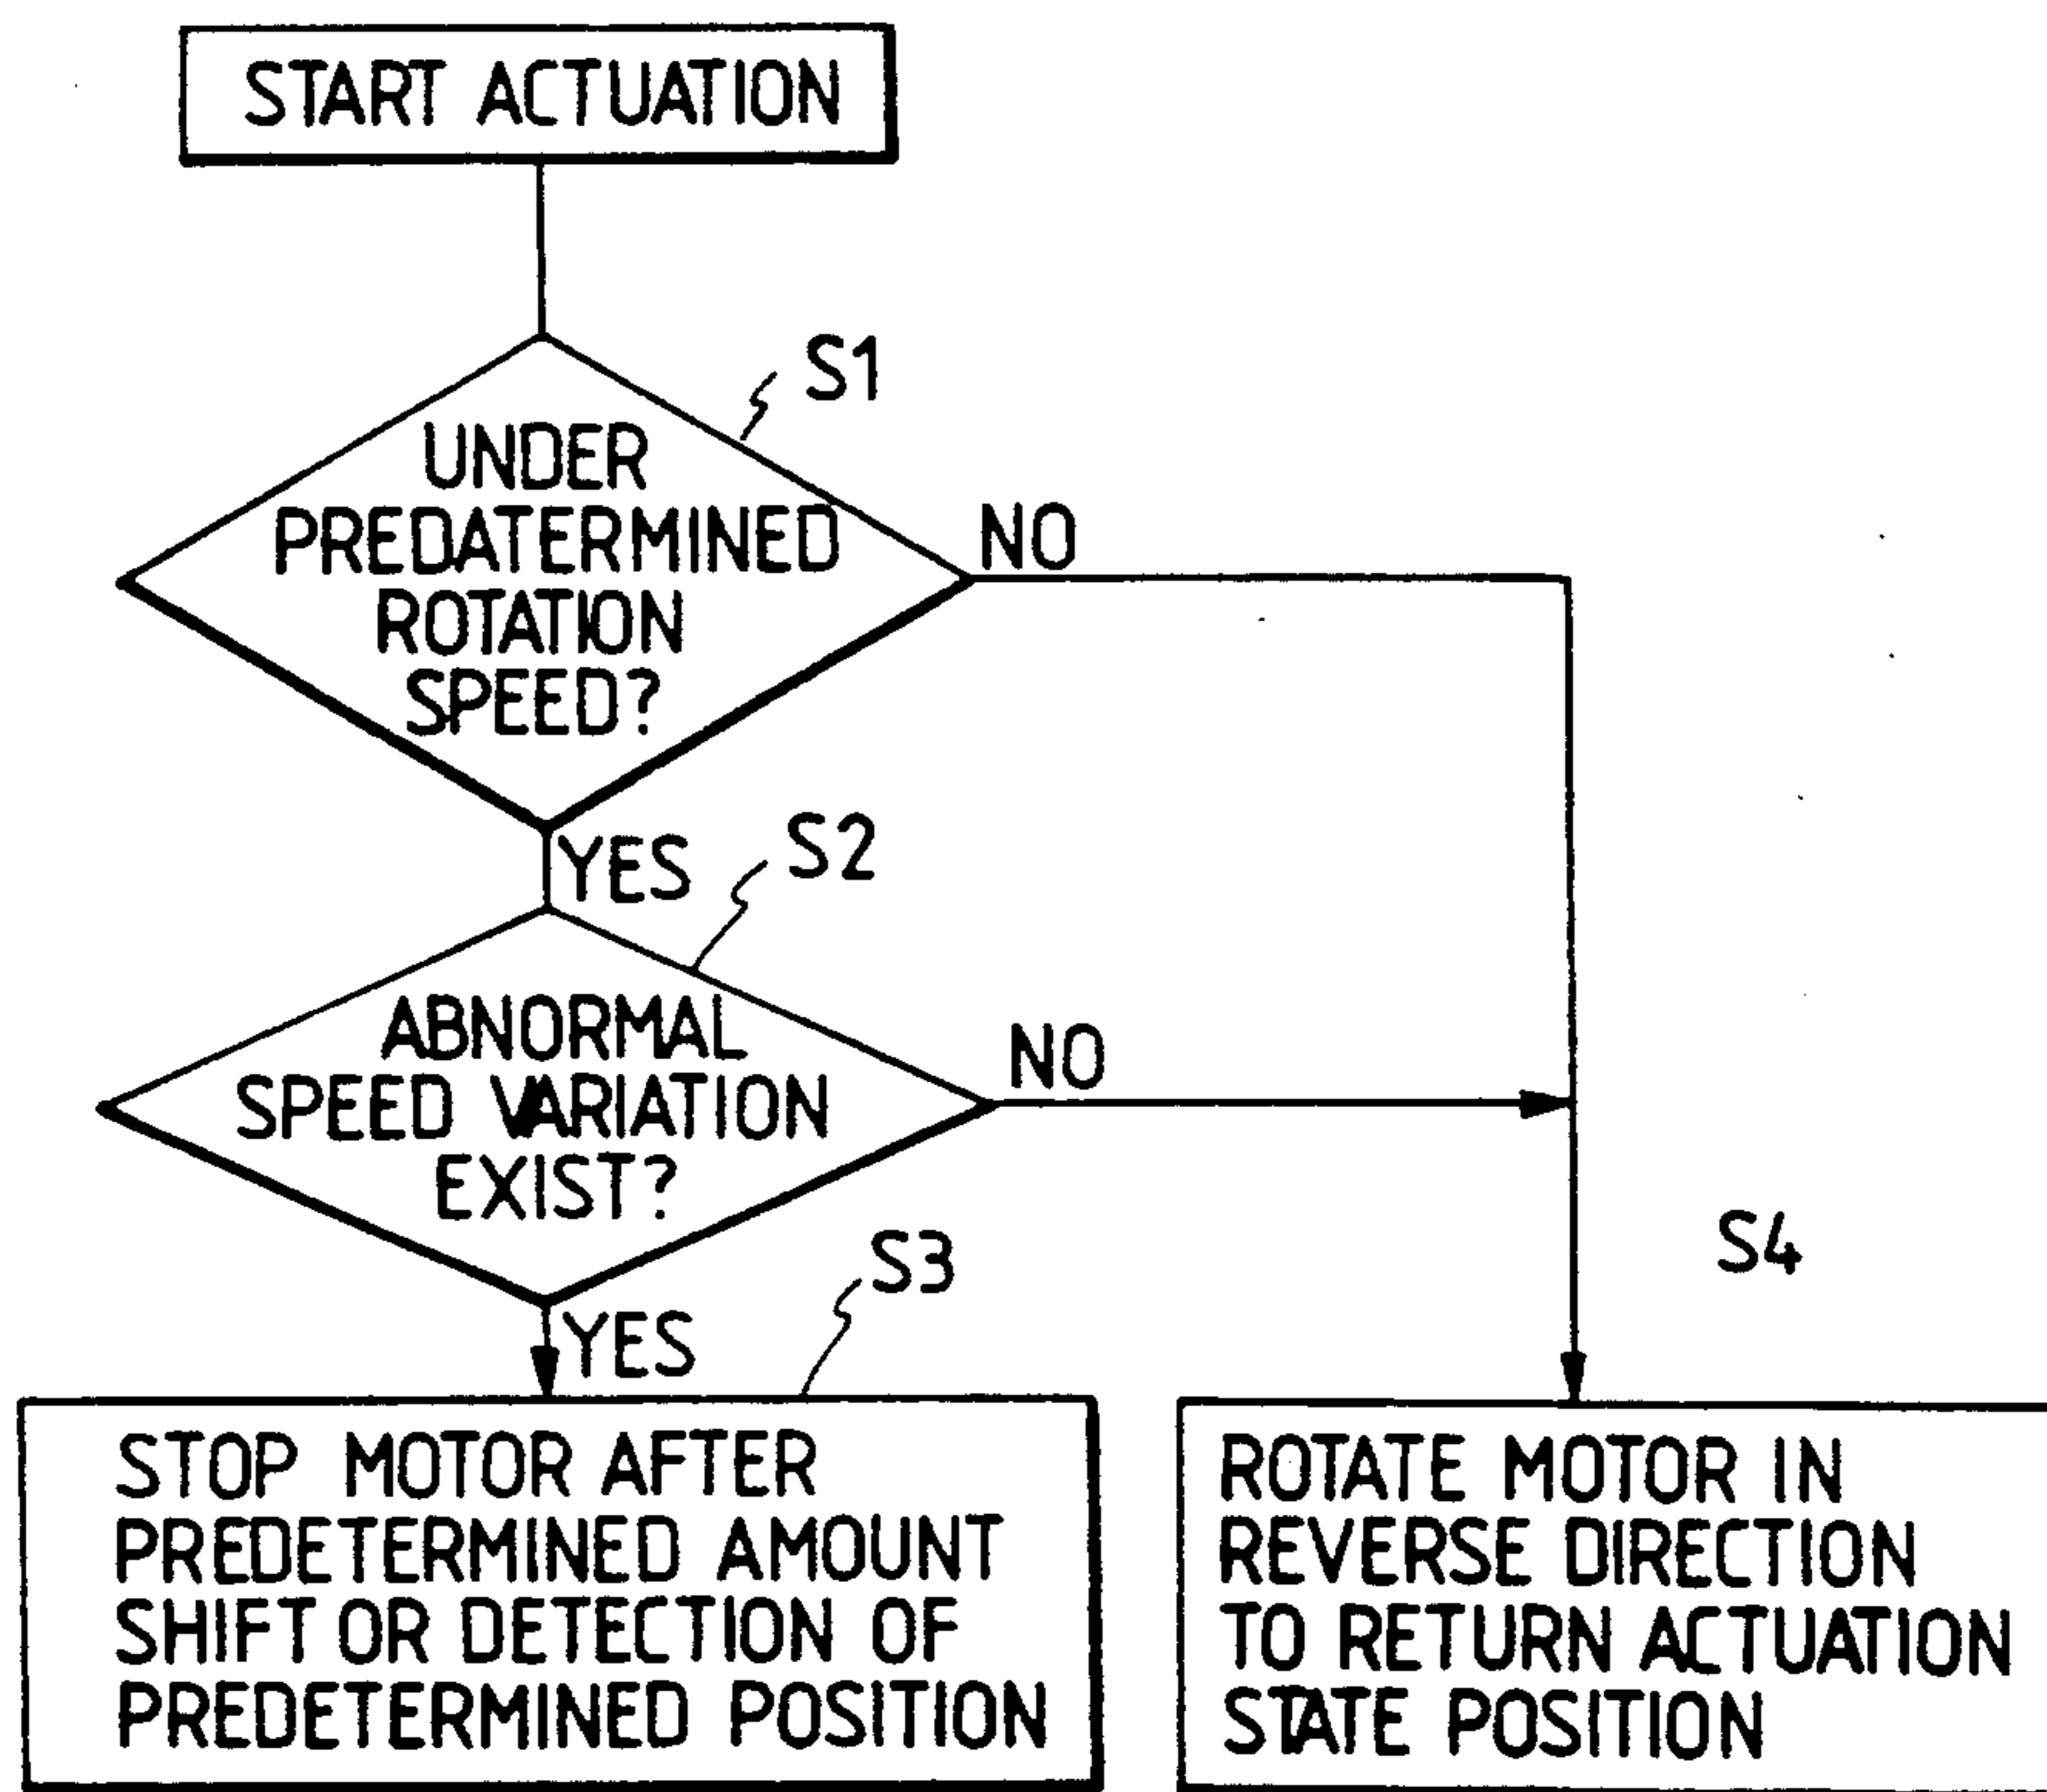 START ACTUATION
S1
UNDER
PREDATERMINED
ROTATION
SPEED?
NO
YES
S2
ABNORMAL
SPEED VARIATION
EXIST?
NO
YES
S3
S4
STOP MOTOR AFTER
PREDETERMINED AMOUNT
SHIFT OR DETECTION OF
PREDETERMINED POSITION
ROTATE MOTOR IN
REVERSE DIRECTION
TO RETURN ACTUATION
STATE POSITION